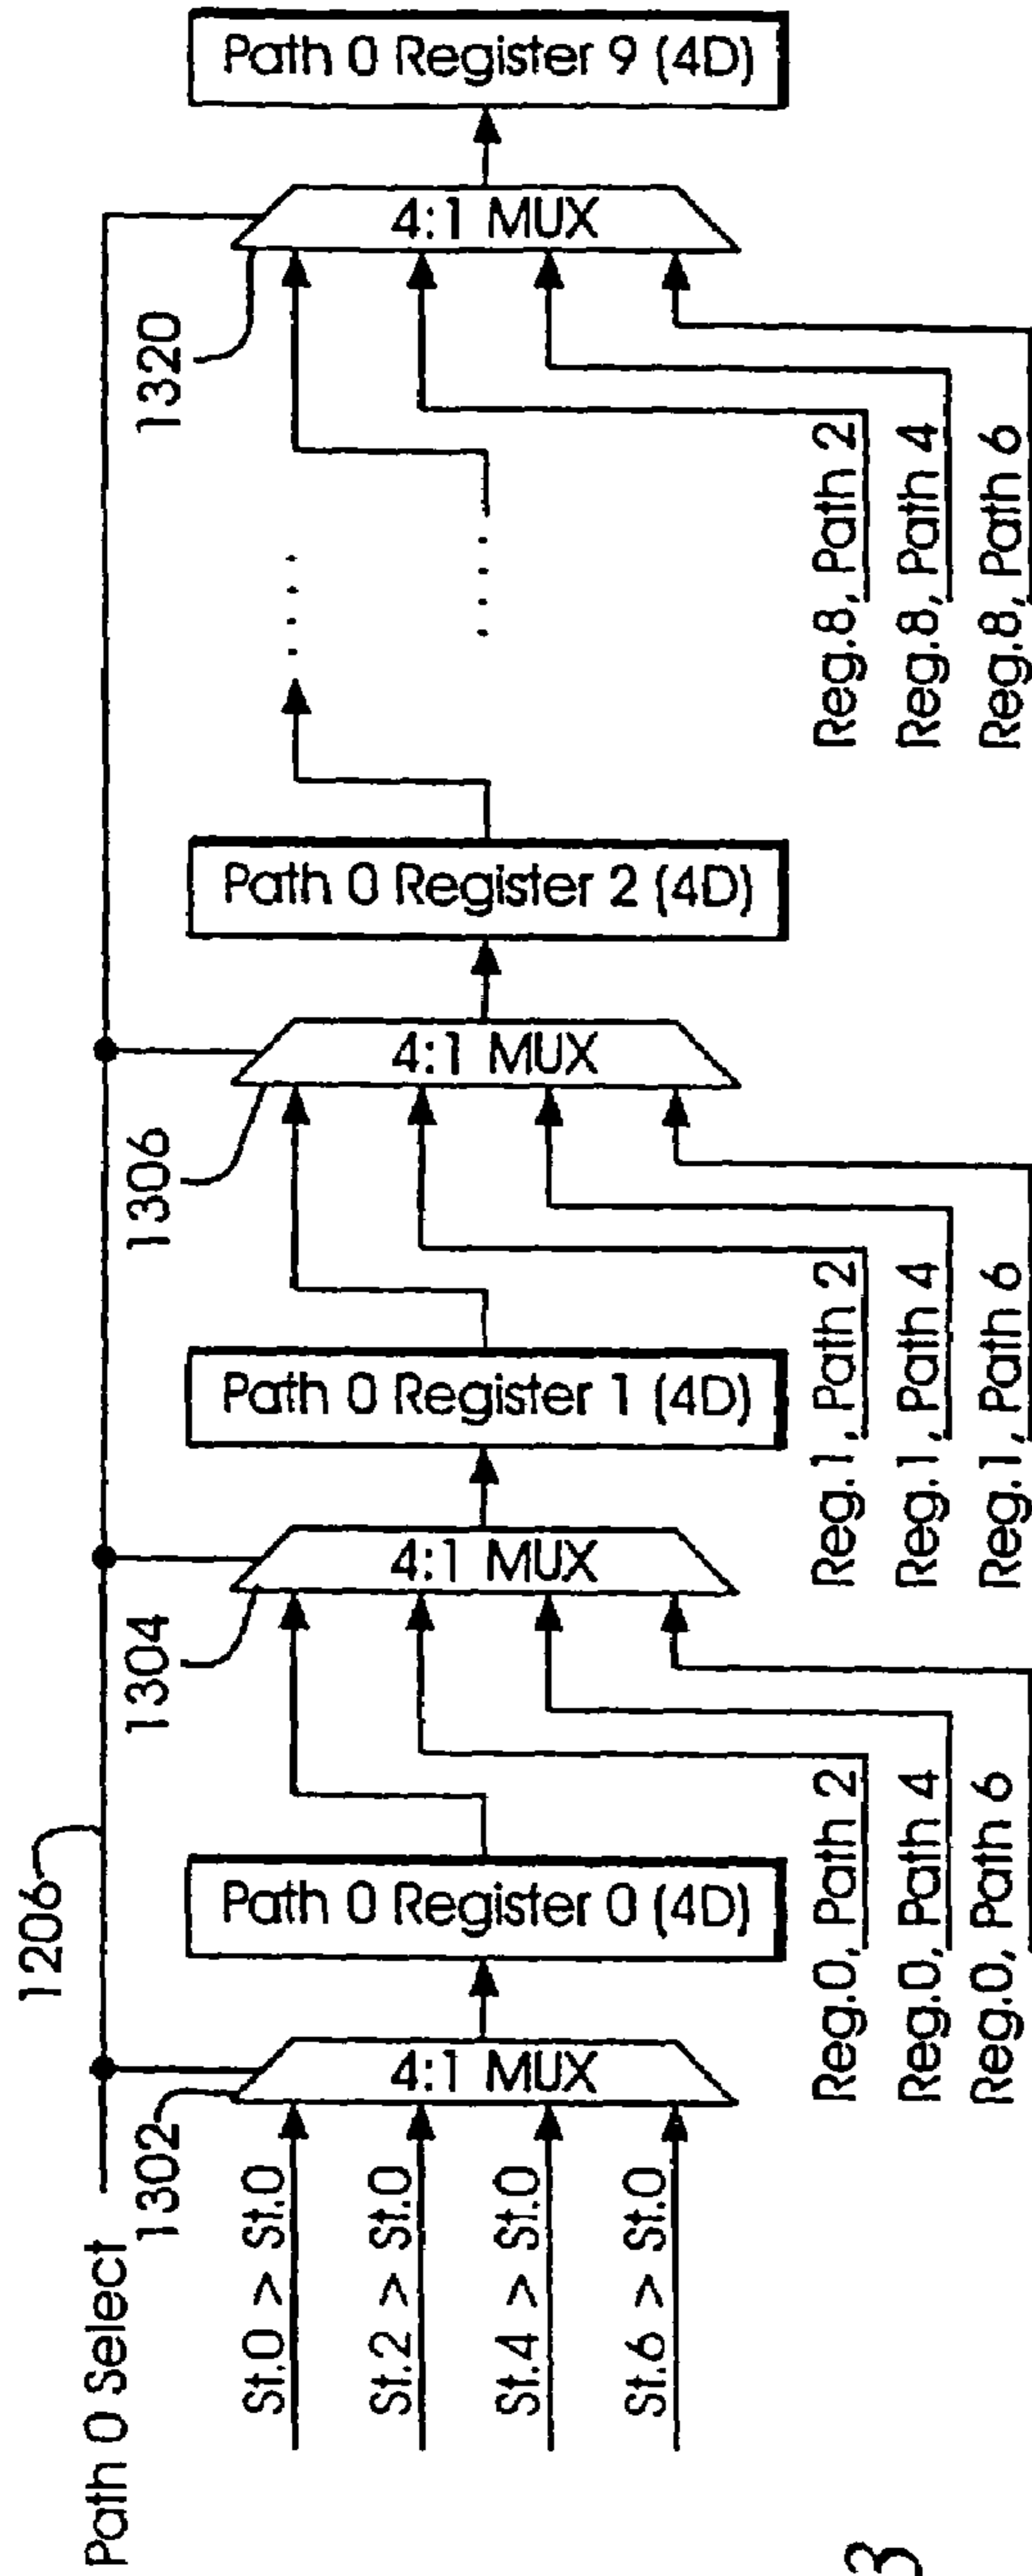 Path 0 Select
1206
1302
1304
1306
1320
St.0 > St.0
St.2 > St.0
St.4 > St.0
St.6 > St.0
4:1 MUX
Path 0 Register 0 (4D)
4:1 MUX
Path 0 Register 1 (4D)
4:1 MUX
Path 0 Register 2 (4D)
4:1 MUX
Path 0 Register 9 (4D)
Reg.0, Path 2
Reg.0, Path 4
Reg.0, Path 6
Reg.1, Path 2
Reg.1, Path 4
Reg.1, Path 6
Reg.8, Path 2
Reg.8, Path 4
Reg.8, Path 6
3